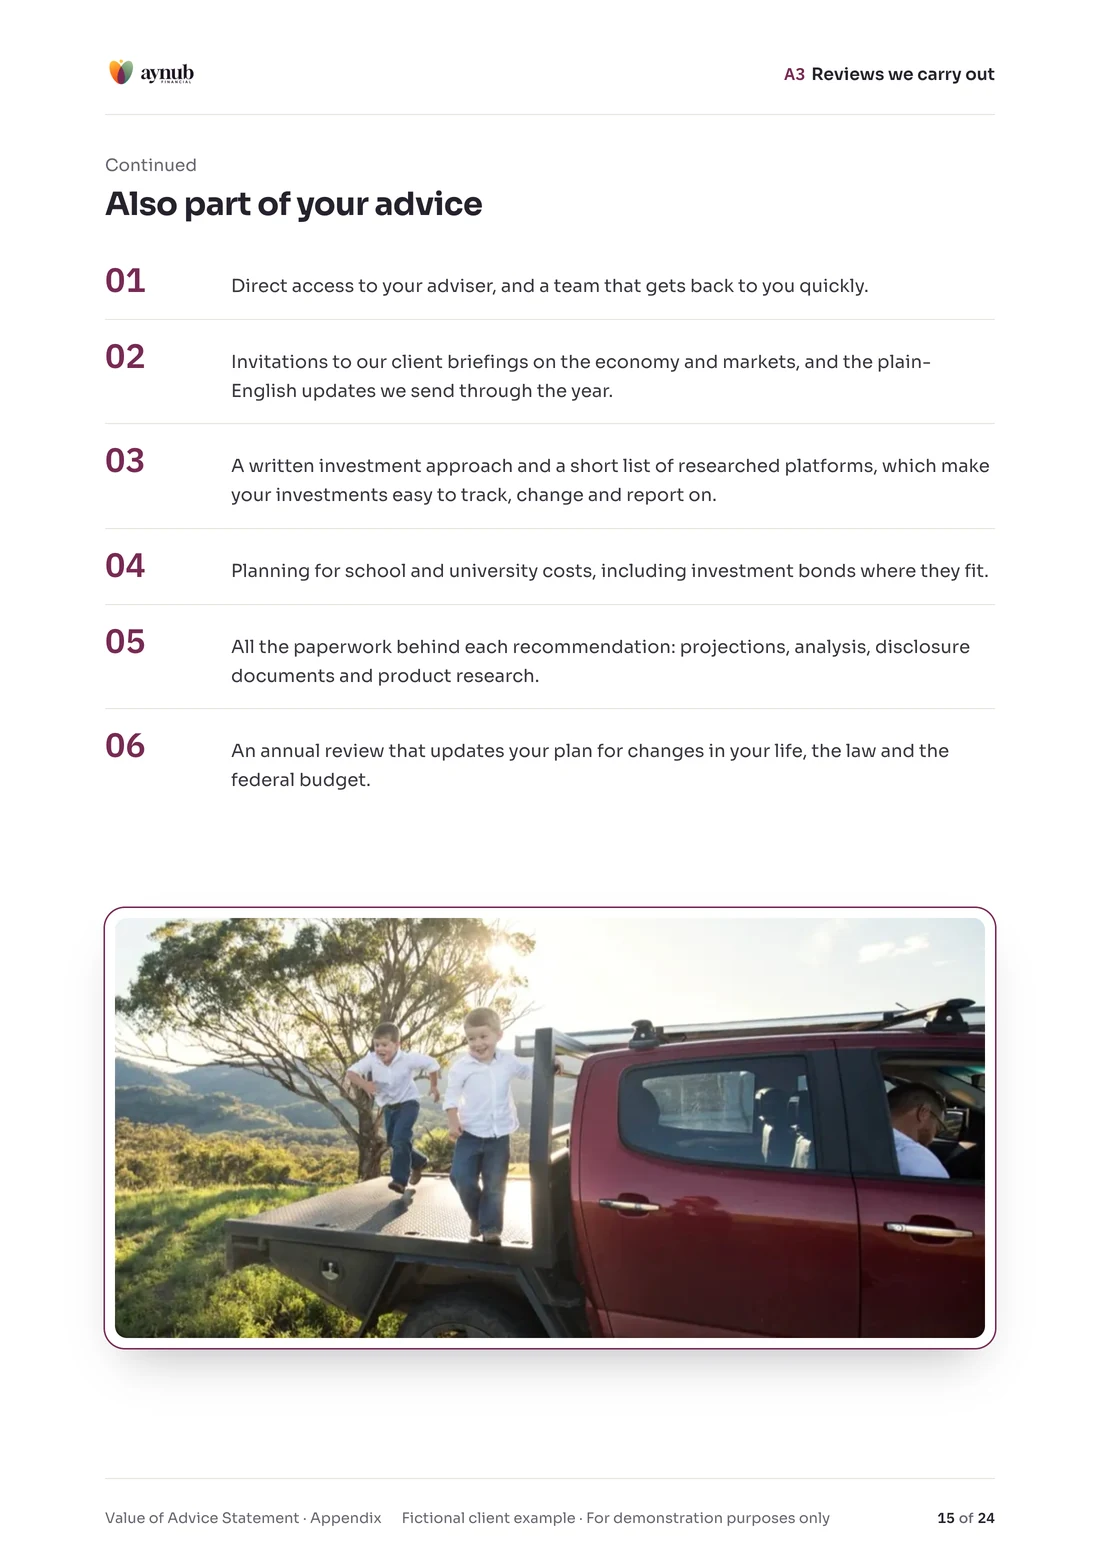 aynub
FINANCIAL
A3 Reviews we carry out
Continued
Also part of your advice
01
Direct access to your adviser, and a team that gets back to you quickly.
02
Invitations to our client briefings on the economy and markets, and the plain-
English updates we send through the year.
03
A written investment approach and a short list of researched platforms, which make
your investments easy to track, change and report on.
04
Planning for school and university costs, including investment bonds where they fit.
05
All the paperwork behind each recommendation: projections, analysis, disclosure
documents and product research.
06
An annual review that updates your plan for changes in your life, the law and the
federal budget.
Value of Advice Statement · Appendix Fictional client example · For demonstration purposes only 15 of 24